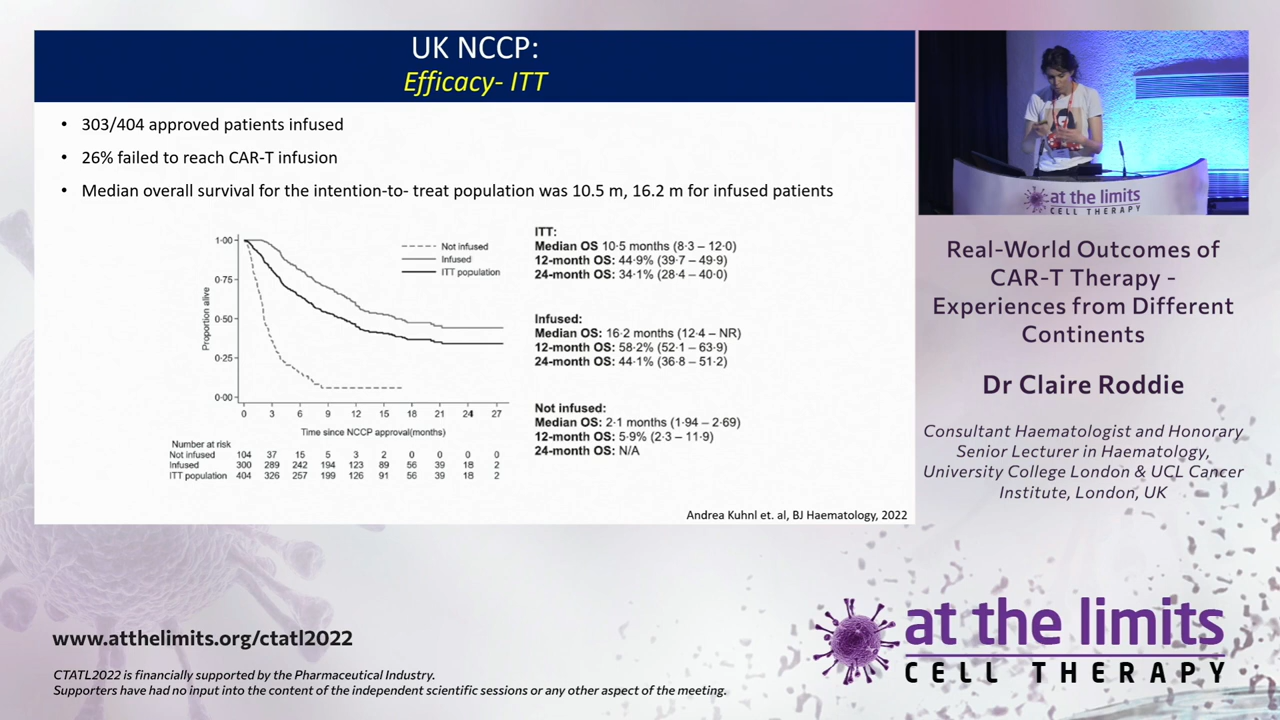 UK NCCP:
Efficacy- ITT
• 303/404 approved patients infused
• 26% failed to reach CAR-T infusion
• Median overall survival for the intention-to- treat population was 10.5 m, 16.2 m for infused patients
1·00
0·75
0·50
0·25
0·00
Proportion alive
Not infused
Infused
ITT population
0 3 6 9 12 15 18 21 24 27
Time since NCCP approval(months)
Number at risk
Not infused 104 37 15 5 3 2 0 0 0 0
Infused 300 289 242 194 123 89 56 39 18 2
ITT population 404 326 257 199 126 91 56 39 18 2
ITT:
Median OS 10·5 months (8·3 – 12·0)
12-month OS: 44·9% (39·7 – 49·9)
24-month OS: 34·1% (28·4 – 40·0)
Infused:
Median OS: 16·2 months (12·4 – NR)
12-month OS: 58·2% (52·1 – 63·9)
24-month OS: 44·1% (36·8 – 51·2)
Not infused:
Median OS: 2·1 months (1·94 – 2·69)
12-month OS: 5·9% (2·3 – 11·9)
24-month OS: N/A
Andrea Kuhnl et. al, BJ Haematology, 2022
at the limits
CELL THERAPY
Real-World Outcomes of
CAR-T Therapy -
Experiences from Different
Continents
Dr Claire Roddie
Consultant Haematologist and Honorary
Senior Lecturer in Haematology,
University College London & UCL Cancer
Institute, London, UK
www.atthelimits.org/ctatl2022
CTATL2022 is financially supported by the Pharmaceutical Industry.
Supporters have had no input into the content of the independent scientific sessions or any other aspect of the meeting.
at the limits
CELL THERAPY